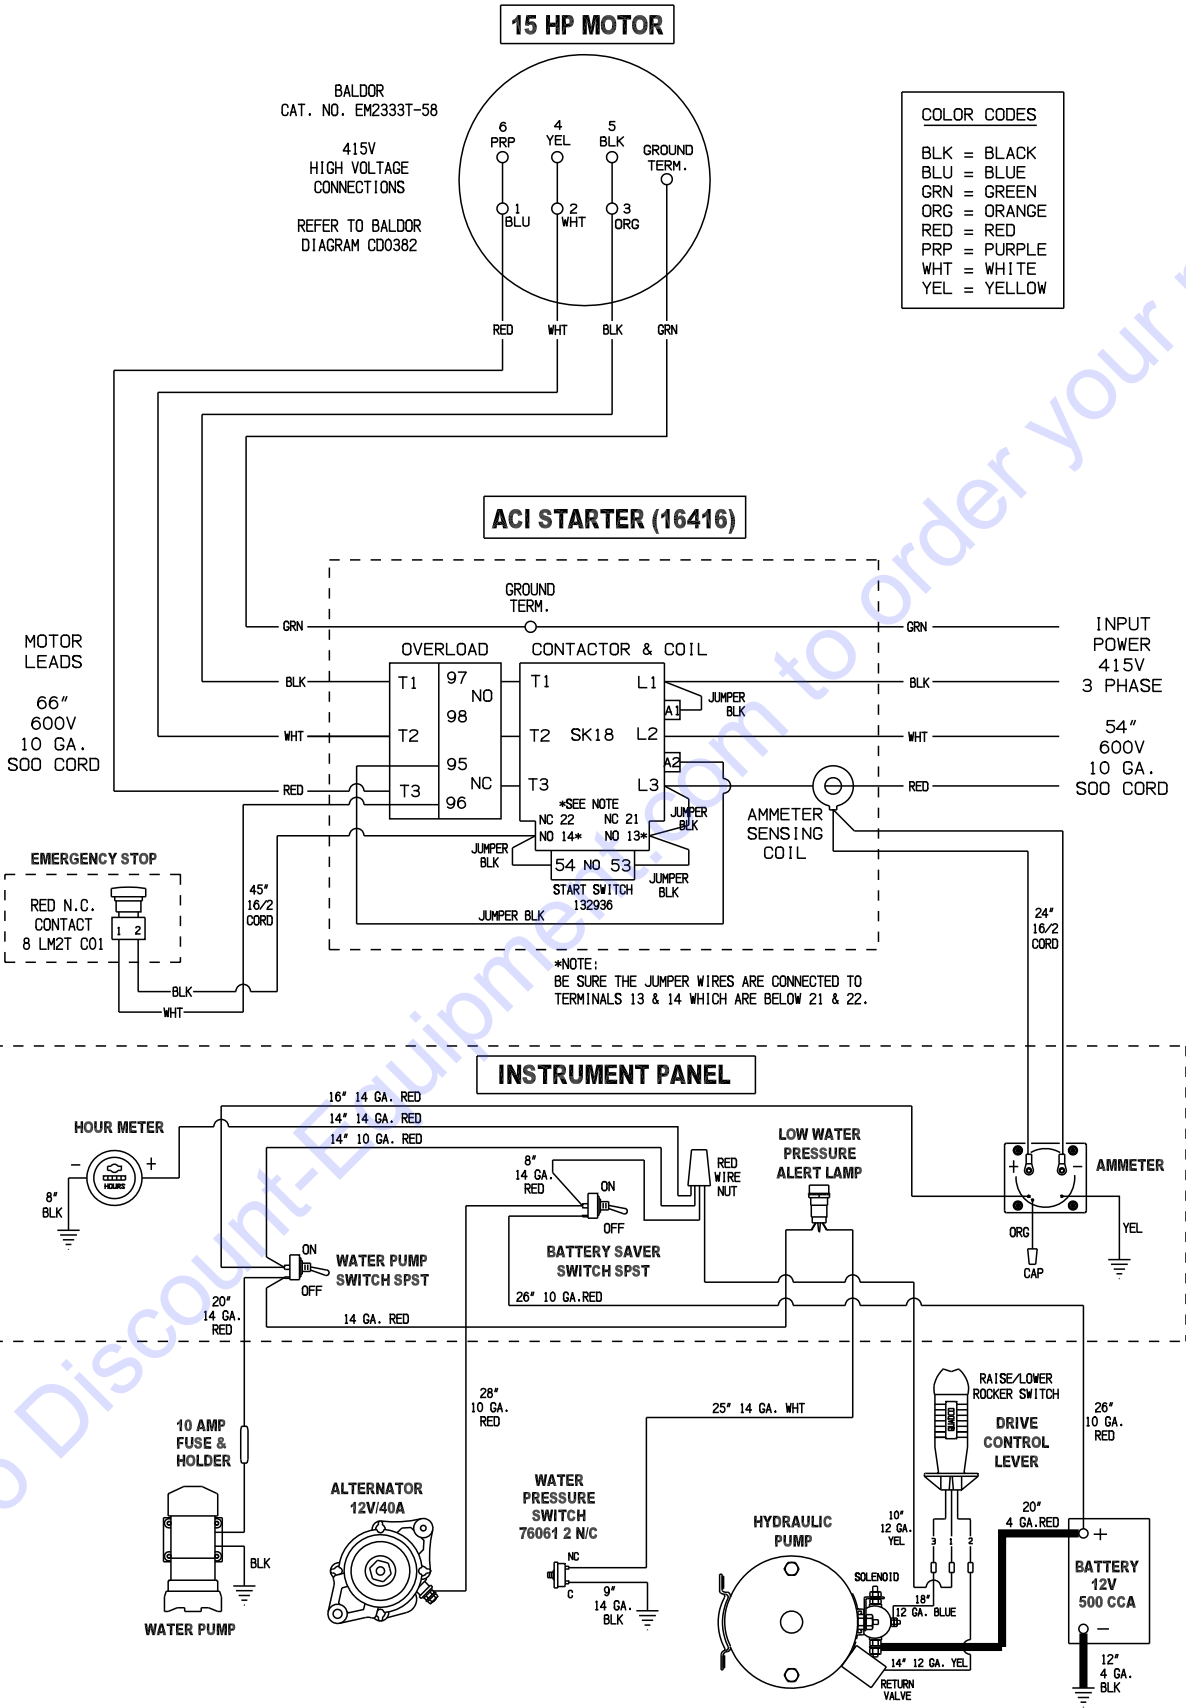 15 HP MOTOR
BALDOR
CAT. NO. EM2333T-58
415V
HIGH VOLTAGE
CONNECTIONS
REFER TO BALDOR
DIAGRAM CD0382
6
PRP
4
YEL
5
BLK
GROUND
TERM.
1
BLU
2
WHT
3
ORG
RED
WHT
BLK
GRN
COLOR CODES
BLK = BLACK
BLU = BLUE
GRN = GREEN
ORG = ORANGE
RED = RED
PRP = PURPLE
WHT = WHITE
YEL = YELLOW
ACI STARTER (16416)
GROUND
TERM.
GRN
GRN
MOTOR
LEADS
66"
600V
10 GA.
SOO CORD
BLK
WHT
RED
OVERLOAD
T1
T2
T3
97
NO
98
95
NC
96
CONTACTOR & COIL
T1
L1
T2
SK18
L2
T3
L3
A1
A2
JUMPER
BLK
*SEE NOTE
NC 22
NC 21
NO 14*
NO 13*
JUMPER
BLK
JUMPER
BLK
54 NO 53
JUMPER
BLK
START SWITCH
132936
JUMPER BLK
BLK
WHT
RED
INPUT
POWER
415V
3 PHASE
54"
600V
10 GA.
SOO CORD
AMMETER
SENSING
COIL
*NOTE:
BE SURE THE JUMPER WIRES ARE CONNECTED TO
TERMINALS 13 & 14 WHICH ARE BELOW 21 & 22.
EMERGENCY STOP
RED N.C.
CONTACT
8 LM2T C01
1 2
45"
16/2
CORD
BLK
WHT
24"
16/2
CORD
INSTRUMENT PANEL
16" 14 GA. RED
14" 14 GA. RED
14" 10 GA. RED
HOUR METER
- +
HOURS
8"
BLK
8"
14 GA.
RED
ON
OFF
BATTERY SAVER
SWITCH SPST
RED
WIRE
NUT
LOW WATER
PRESSURE
ALERT LAMP
+ -
AMMETER
ORG
CAP
YEL
ON
OFF
WATER PUMP
SWITCH SPST
26" 10 GA.RED
14 GA. RED
20"
14 GA.
RED
10 AMP
FUSE &
HOLDER
BLK
WATER PUMP
28"
10 GA.
RED
ALTERNATOR
12V/40A
25" 14 GA. WHT
WATER
PRESSURE
SWITCH
76061 2 N/C
NC
C
9"
14 GA.
BLK
RAISE/LOWER
ROCKER SWITCH
DRIVE
CONTROL
LEVER
26"
10 GA.
RED
10"
12 GA.
YEL
3 1 2
20"
4 GA.RED
HYDRAULIC
PUMP
SOLENOID
18"
12 GA. BLUE
14" 12 GA. YEL
RETURN
VALVE
+
BATTERY
12V
500 CCA
-
12"
4 GA.
BLK
Discount-Equipment.com to order your